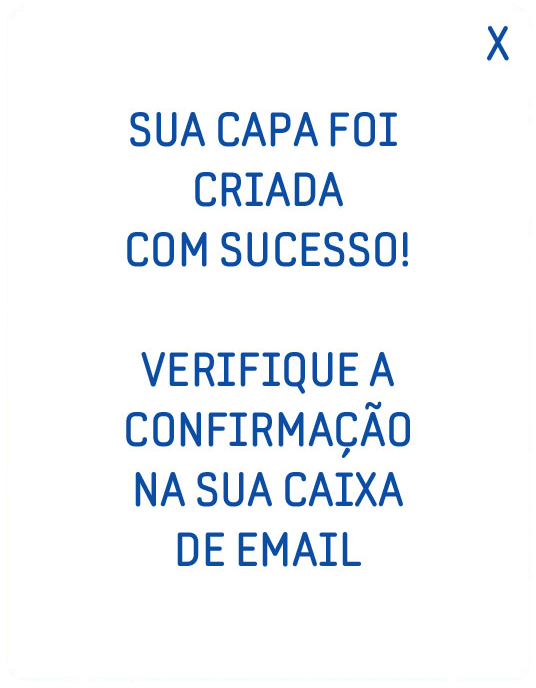 X
SUA CAPA FOI
CRIADA
COM SUCESSO!
VERIFIQUE A
CONFIRMAÇÃO
NA SUA CAIXA
DE EMAIL